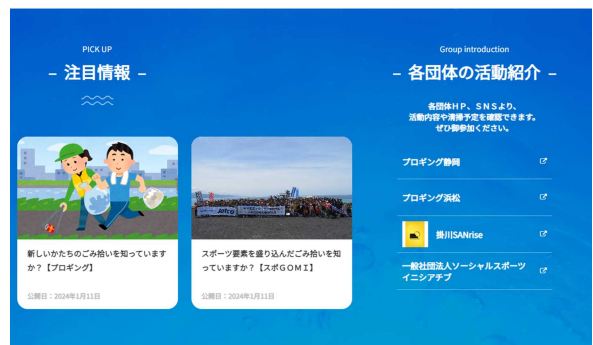 PICK UP
– 注目情報 –
新しいかたちのごみ拾いを知っています
か？【プロギング】
公開日：2024年1月11日
スポーツ要素を盛り込んだごみ拾いを知
っていますか？【スポGOMI】
公開日：2024年1月11日
Group introduction
– 各団体の活動紹介 –
各団体HP、SNSより、
活動内容や清掃予定を確認できます。
ぜひ御参加ください。
プロギング静岡
プロギング浜松
掛川SANrise
一般社団法人ソーシャルスポーツ
イニシアチブ